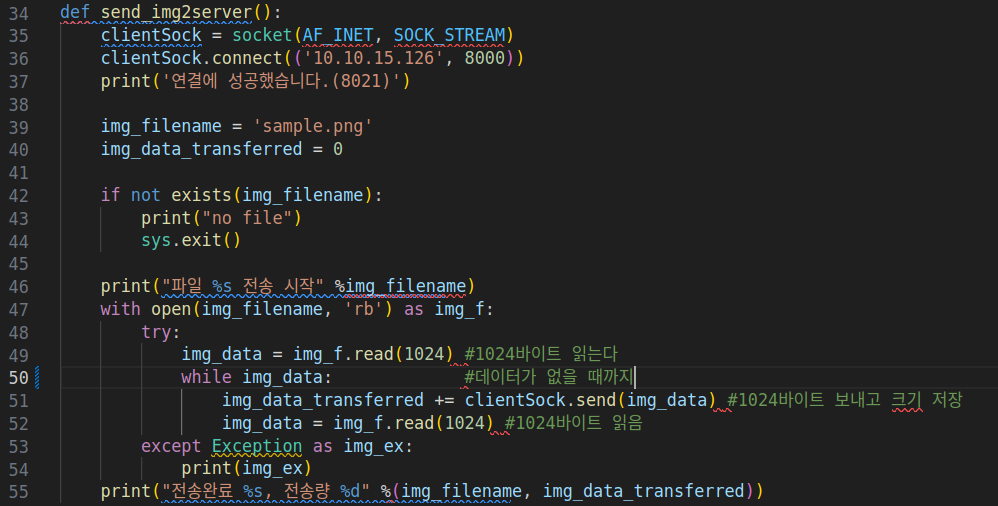 34 def send_img2server():
35     clientSock = socket(AF_INET, SOCK_STREAM)
36     clientSock.connect(('10.10.15.126', 8000))
37     print('연결에 성공했습니다.(8021)')
38
39     img_filename = 'sample.png'
40     img_data_transferred = 0
41
42     if not exists(img_filename):
43         print("no file")
44         sys.exit()
45
46     print("파일 %s 전송 시작" %img_filename)
47     with open(img_filename, 'rb') as img_f:
48         try:
49             img_data = img_f.read(1024) #1024바이트 읽는다
50             while img_data:             #데이터가 없을 때까지
51                 img_data_transferred += clientSock.send(img_data) #1024바이트 보내고 크기 저장
52                 img_data = img_f.read(1024) #1024바이트 읽음
53         except Exception as img_ex:
54             print(img_ex)
55     print("전송완료 %s, 전송량 %d" %(img_filename, img_data_transferred))